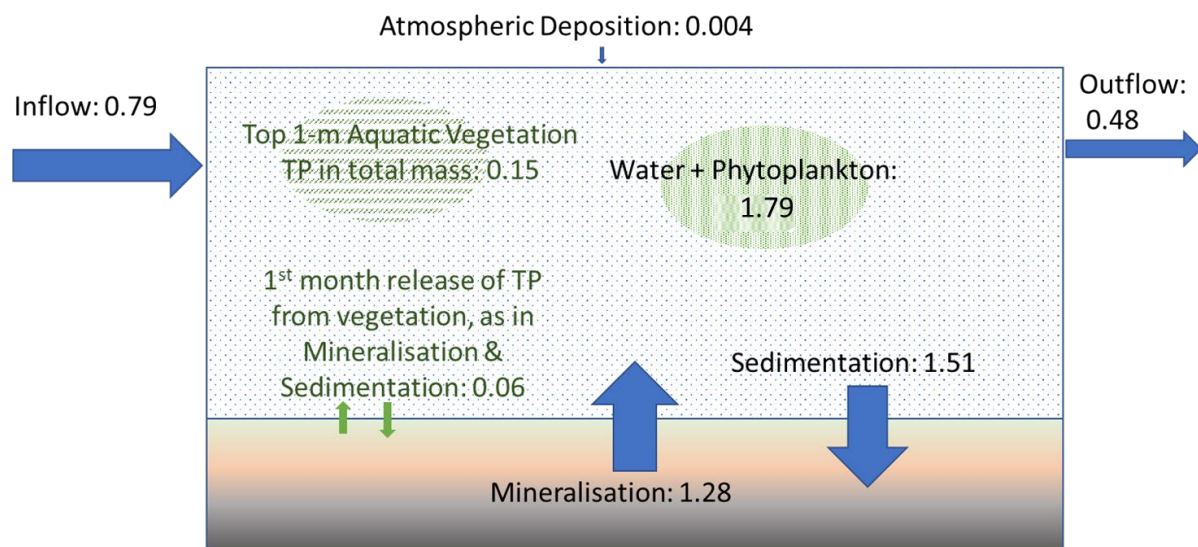 Atmospheric Deposition: 0.004
Inflow: 0.79
Outflow:
0.48
Top 1-m Aquatic Vegetation
TP in total mass: 0.15
Water + Phytoplankton:
1.79
1st month release of TP
from vegetation, as in
Mineralisation &
Sedimentation: 0.06
Sedimentation: 1.51
Mineralisation: 1.28